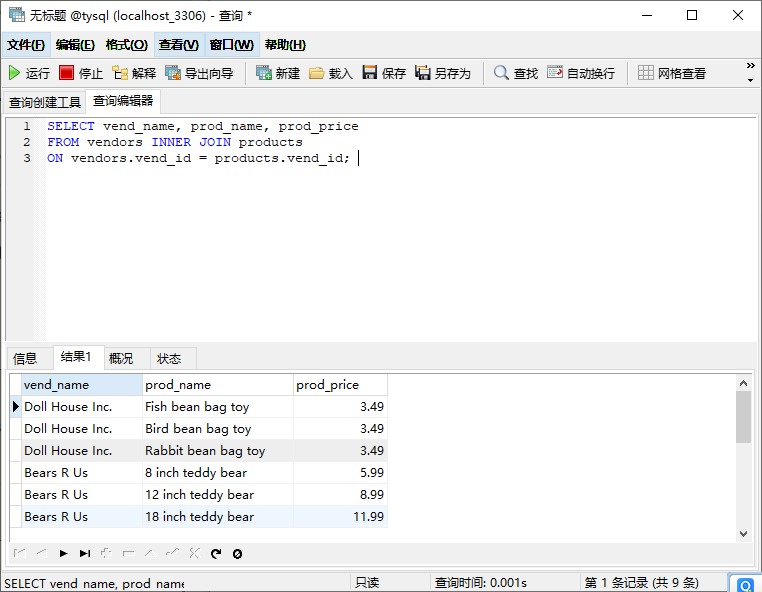 无标题 @tysql (localhost_3306) - 查询 *
文件(F) 编辑(E) 格式(O) 查看(V) 窗口(W) 帮助(H)
运行 停止 解释 导出向导 新建 载入 保存 另存为 查找 自动换行 网格查看 »
查询创建工具 查询编辑器
1 SELECT vend_name, prod_name, prod_price
2 FROM vendors INNER JOIN products
3 ON vendors.vend_id = products.vend_id;
信息 结果1 概况 状态
vend_name prod_name prod_price
Doll House Inc. Fish bean bag toy 3.49
Doll House Inc. Bird bean bag toy 3.49
Doll House Inc. Rabbit bean bag toy 3.49
Bears R Us 8 inch teddy bear 5.99
Bears R Us 12 inch teddy bear 8.99
Bears R Us 18 inch teddy bear 11.99
SELECT vend_name, prod_name 只读 查询时间: 0.001s 第 1 条记录 (共 9 条)